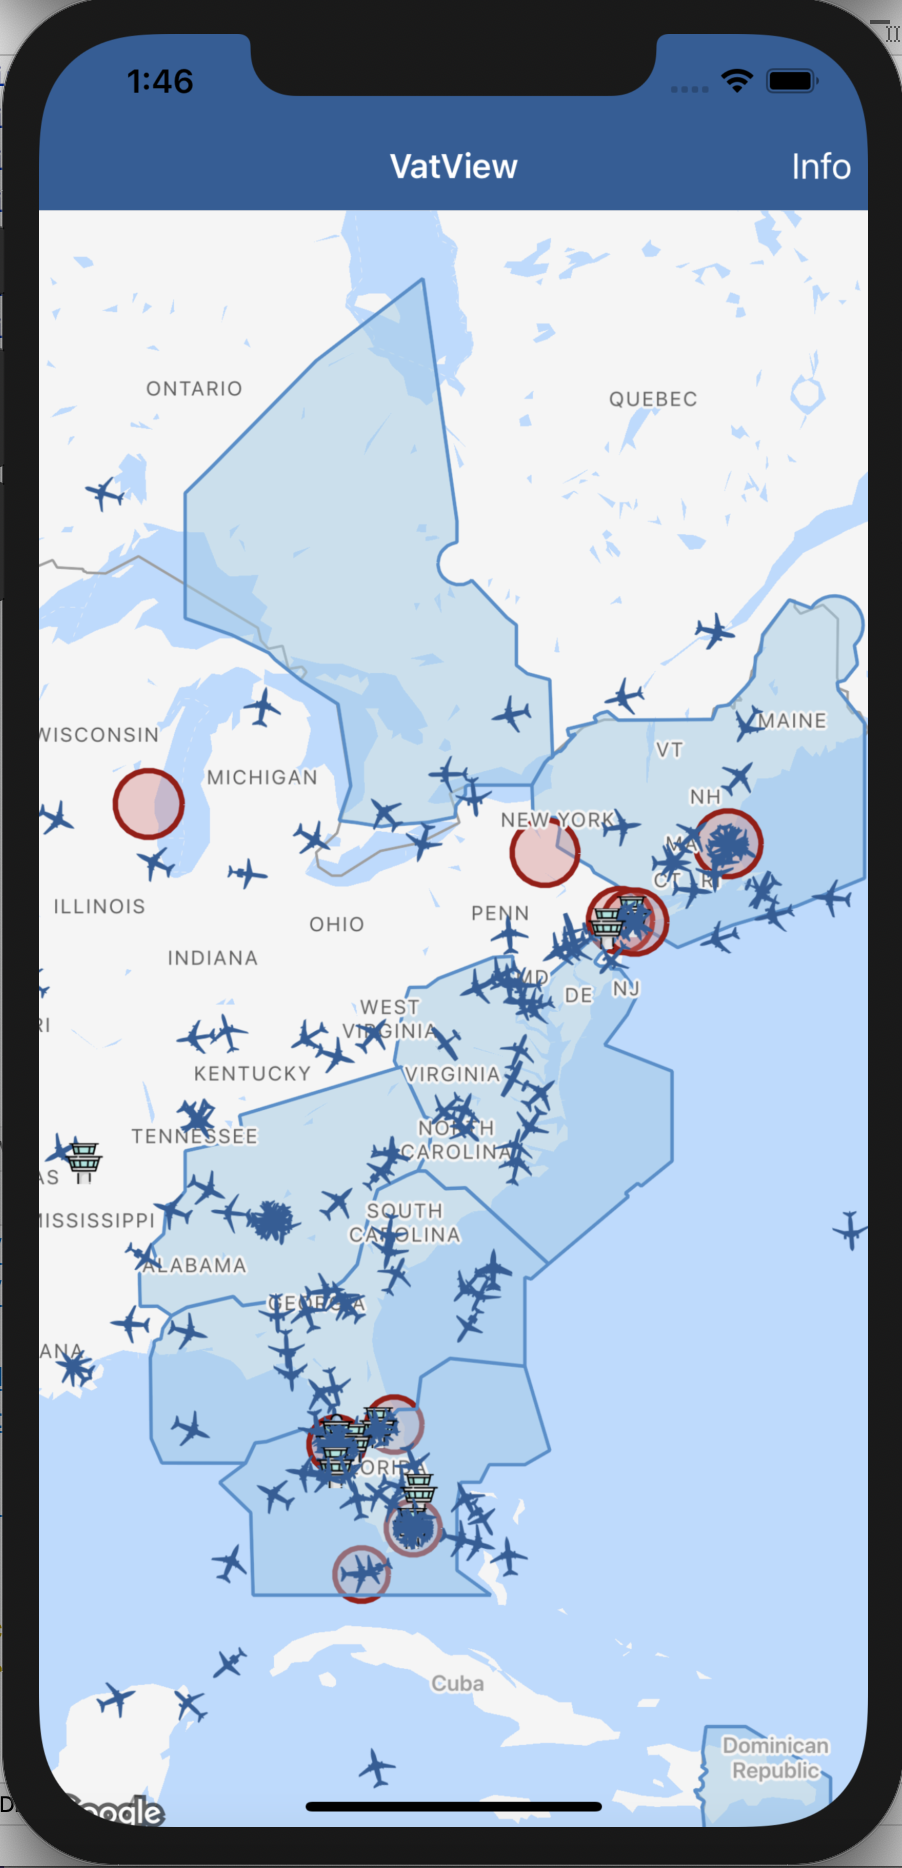 1:46
VatView
Info
ONTARIO
QUEBEC
WISCONSIN
MAINE
VT
MICHIGAN
NH
NEW YORK
MA
CT
RI
ILLINOIS
PENN
OHIO
INDIANA
MD
DE
NJ
WEST
VIRGINIA
KENTUCKY
VIRGINIA
TENNESSEE
NORTH
CAROLINA
MISSISSIPPI
SOUTH
CAROLINA
ALABAMA
GEORGIA
ANA
FLORIDA
Cuba
Dominican
Republic
Google